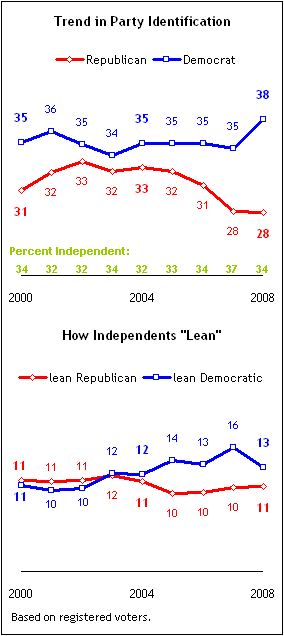 Trend in Party Identification
Republican Democrat
35 36 35 34 35 35 35 35 38
31 32 33 32 33 32 31 28 28
Percent Independent:
34 32 32 34 32 33 34 37 34
2000 2004 2008
How Independents "Lean"
lean Republican lean Democratic
11 11 11 12 12 14 13 16 13
11 10 10 12 11 10 10 10 11
2000 2004 2008
Based on registered voters.